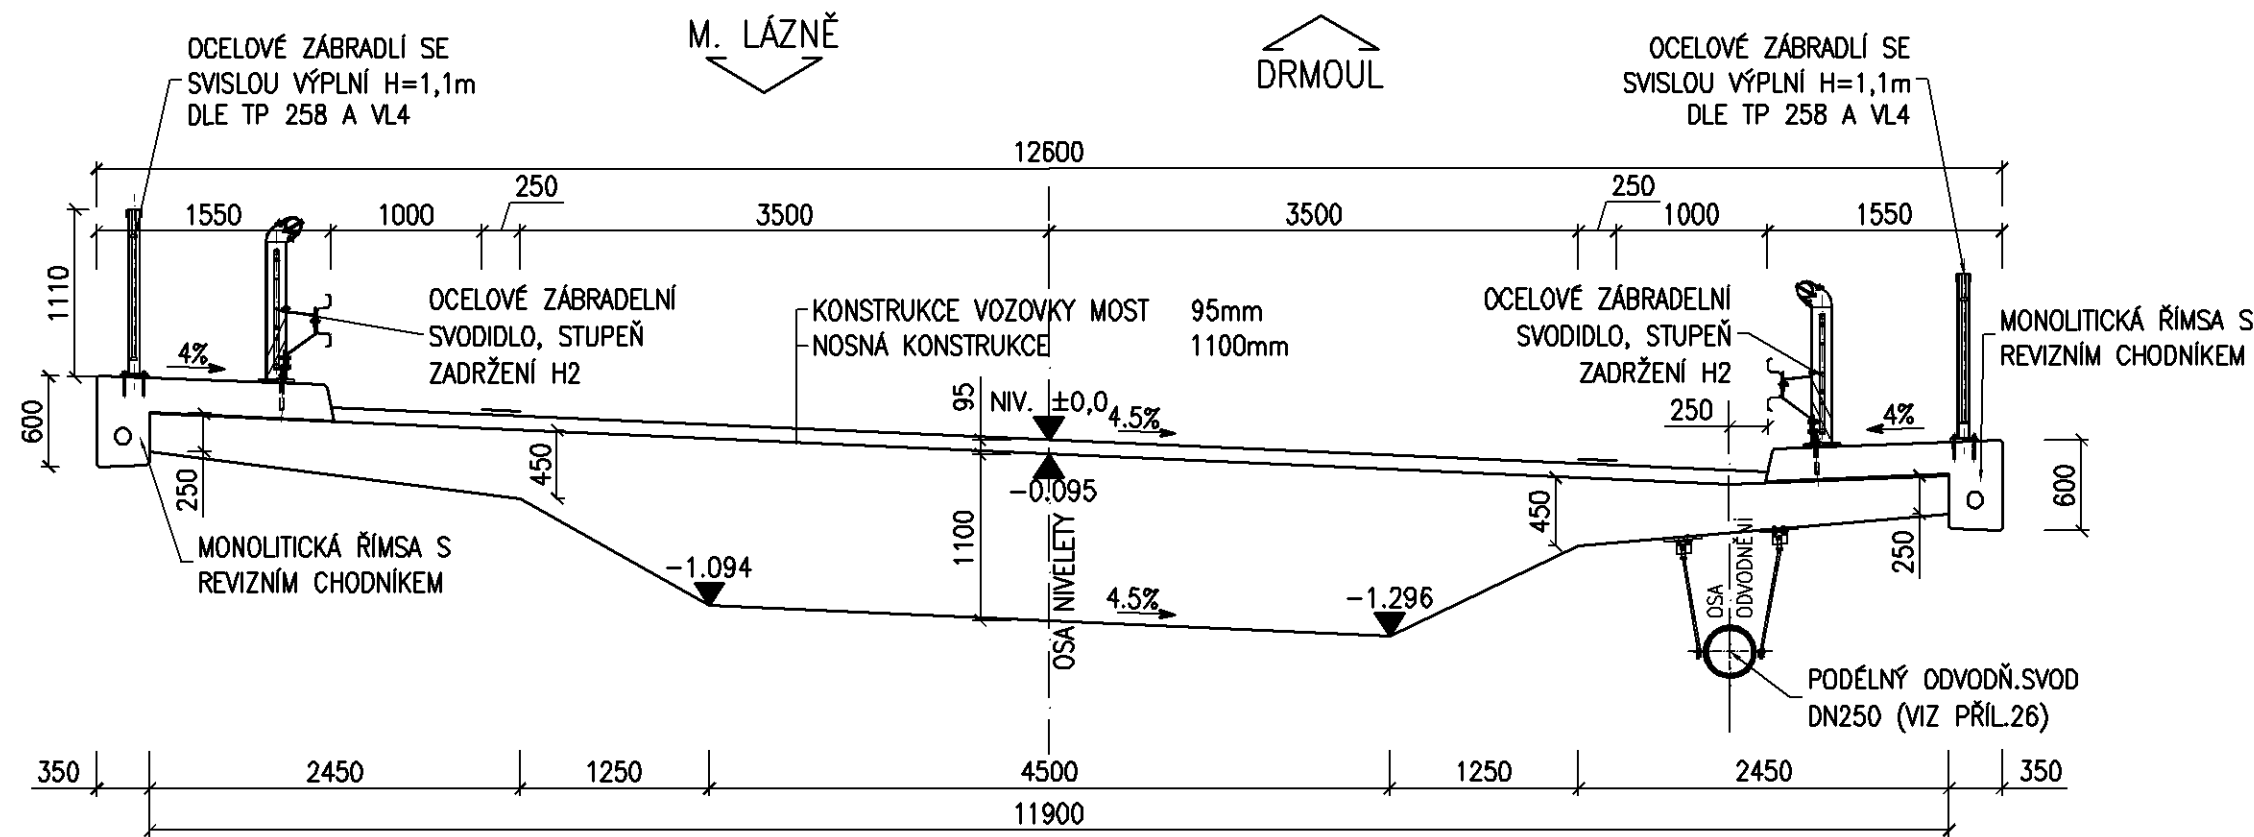 M. LÁZNĚ
DRMOUL
OCELOVÉ ZÁBRADLÍ SE
SVISLOU VÝPLNÍ H=1,1m
DLE TP 258 A VL4
OCELOVÉ ZÁBRADLÍ SE
SVISLOU VÝPLNÍ H=1,1m
DLE TP 258 A VL4
12600
1550
1000
250
3500
3500
250
1000
1550
1110
OCELOVÉ ZÁBRADELNÍ
SVODIDLO, STUPEŇ
ZADRŽENÍ H2
KONSTRUKCE VOZOVKY MOST 95mm
NOSNÁ KONSTRUKCE 1100mm
OCELOVÉ ZÁBRADELNÍ
SVODIDLO, STUPEŇ
ZADRŽENÍ H2
MONOLITICKÁ ŘÍMSA S
REVIZNÍM CHODNÍKEM
4%
600
250
450
95
NIV. ±0,0
4.5%
-0.095
1100
250
4%
450
250
600
MONOLITICKÁ ŘÍMSA S
REVIZNÍM CHODNÍKEM
-1.094
OSA NIVELETY
4.5%
-1.296
OSA
ODVODNĚNÍ
PODÉLNÝ ODVODŇ.SVOD
DN250 (VIZ PŘÍL.26)
350
2450
1250
4500
1250
2450
350
11900